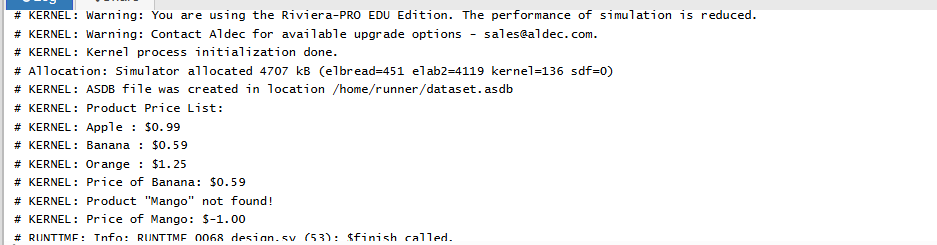 # KERNEL: Warning: You are using the Riviera-PRO EDU Edition. The performance of simulation is reduced.
# KERNEL: Warning: Contact Aldec for available upgrade options - sales@aldec.com.
# KERNEL: Kernel process initialization done.
# Allocation: Simulator allocated 4707 kB (elbread=451 elab2=4119 kernel=136 sdf=0)
# KERNEL: ASDB file was created in location /home/runner/dataset.asdb
# KERNEL: Product Price List:
# KERNEL: Apple : $0.99
# KERNEL: Banana : $0.59
# KERNEL: Orange : $1.25
# KERNEL: Price of Banana: $0.59
# KERNEL: Product "Mango" not found!
# KERNEL: Price of Mango: $-1.00
# RUNTIME: Info: RUNTIME_0068 design.sv (53): $finish called.